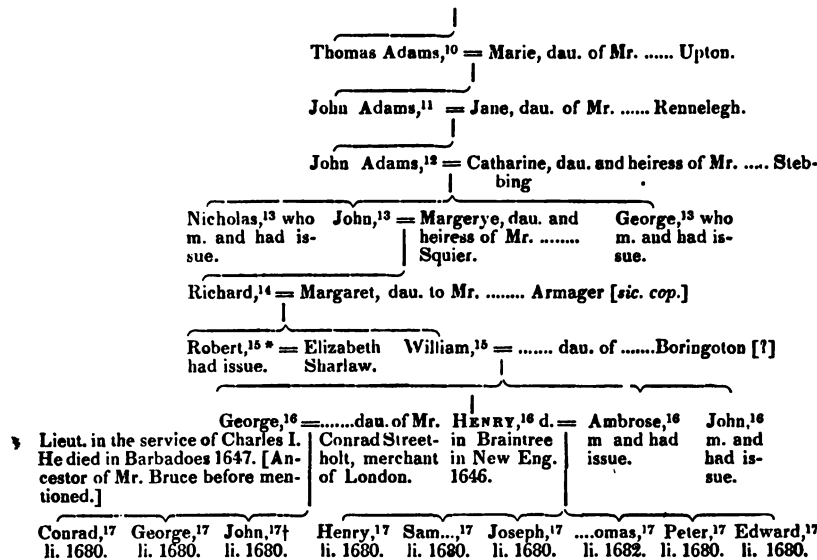 Thomas Adams,¹⁰ = Marie, dau. of Mr. ...... Upton.
John Adams,¹¹ = Jane, dau. of Mr. ...... Rennelegh.
John Adams,¹² = Catharine, dau. and heiress of Mr. ..... Steb-
bing
Nicholas,¹³ who
m. and had is-
sue.
John,¹³ = Margerye, dau. and
heiress of Mr. ........
Squier.
George,¹³ who
m. and had is-
sue.
Richard,¹⁴ = Margaret, dau. to Mr. ........ Armager [sic. cop.]
Robert,¹⁵ * = Elizabeth
had issue. Sharlaw.
William,¹⁵ = ........ dau. of .......Boringoton [?]
George,¹⁶ =.......dau. of Mr.
Lieut. in the service of Charles I.
He died in Barbadoes 1647. [An-
cestor of Mr. Bruce before men-
tioned.]
Conrad Street-
holt, merchant
of London.
HENRY,¹⁶ d. =
in Braintree
in New Eng.
1646.
Ambrose,¹⁶
m and had
issue.
John,¹⁶
m. and
had is-
sue.
Conrad,¹⁷ George,¹⁷ John,¹⁷† Henry,¹⁷ Sam...,¹⁷ Joseph,¹⁷ ....omas,¹⁷ Peter,¹⁷ Edward,¹⁷
li. 1680. li. 1680. li. 1680. li. 1680. li. 1680. li. 1680. li. 1682. li. 1680. li. 1680.